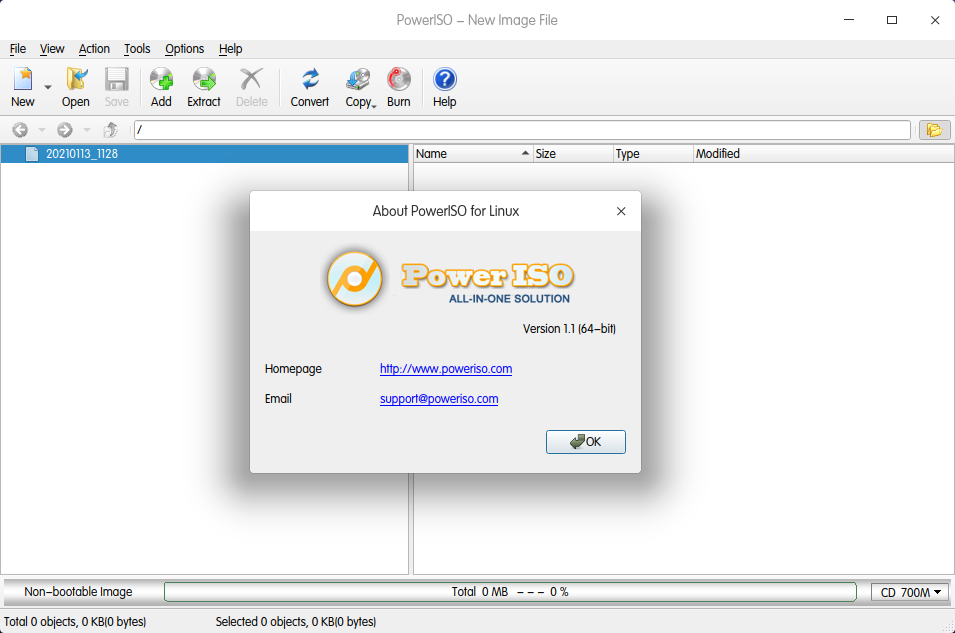 PowerISO – New Image File
File View Action Tools Options Help
New Open Save Add Extract Delete Convert Copy Burn Help
/
20210113_1128
Name Size Type Modified
About PowerISO for Linux
Power ISO
ALL-IN-ONE SOLUTION
Version 1.1 (64-bit)
Homepage http://www.poweriso.com
Email support@poweriso.com
OK
Non-bootable Image Total 0 MB - - - 0 % CD 700M
Total 0 objects, 0 KB(0 bytes) Selected 0 objects, 0 KB(0 bytes)